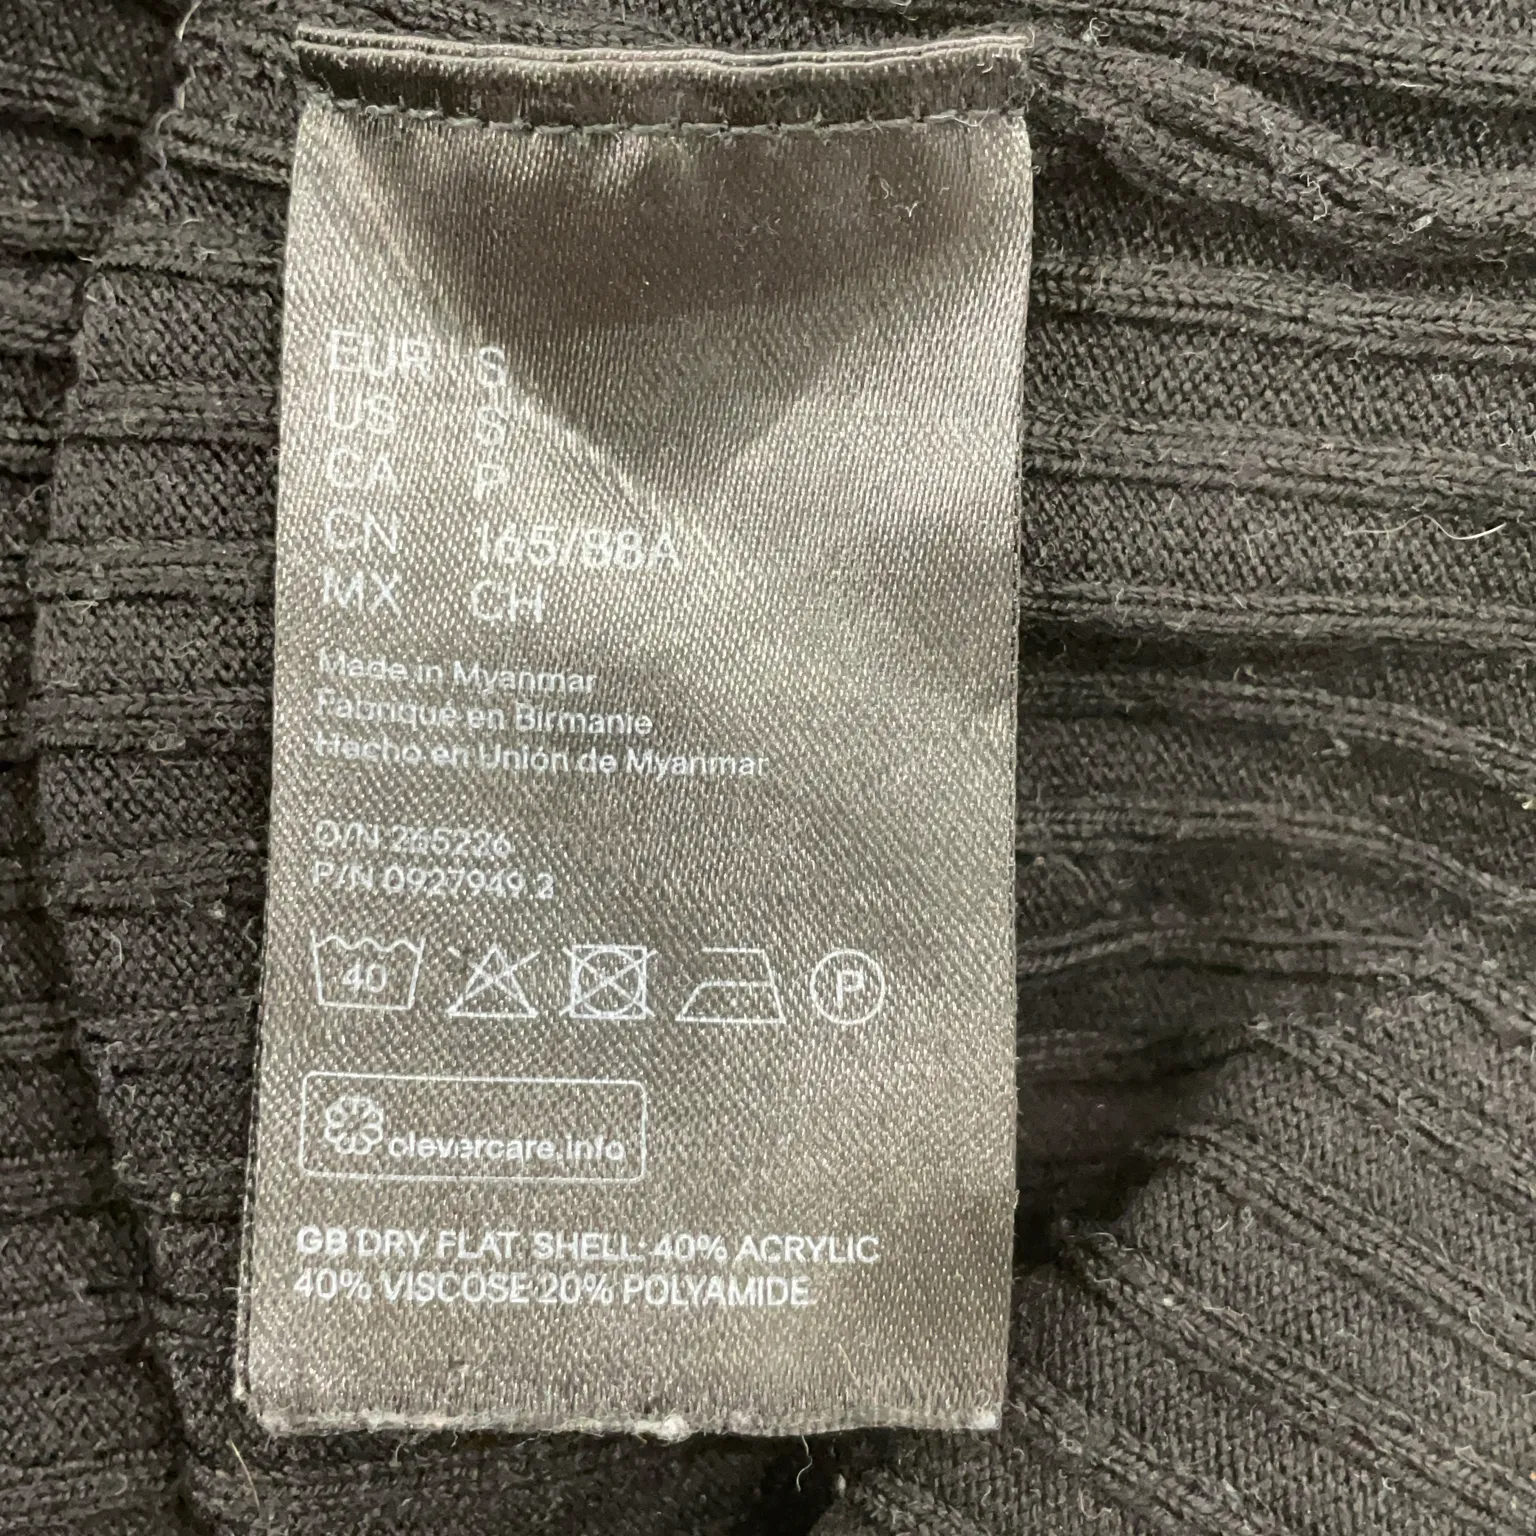 EUR S
US S
CA P
CN 165/88A
MX CH
Made in Myanmar
Fabriqué en Birmanie
Hecho en Unión de Myanmar
O/N 265226
P/N 0927949.2
40
P
clevercare.info
GB DRY FLAT. SHELL: 40% ACRYLIC
40% VISCOSE 20% POLYAMIDE.